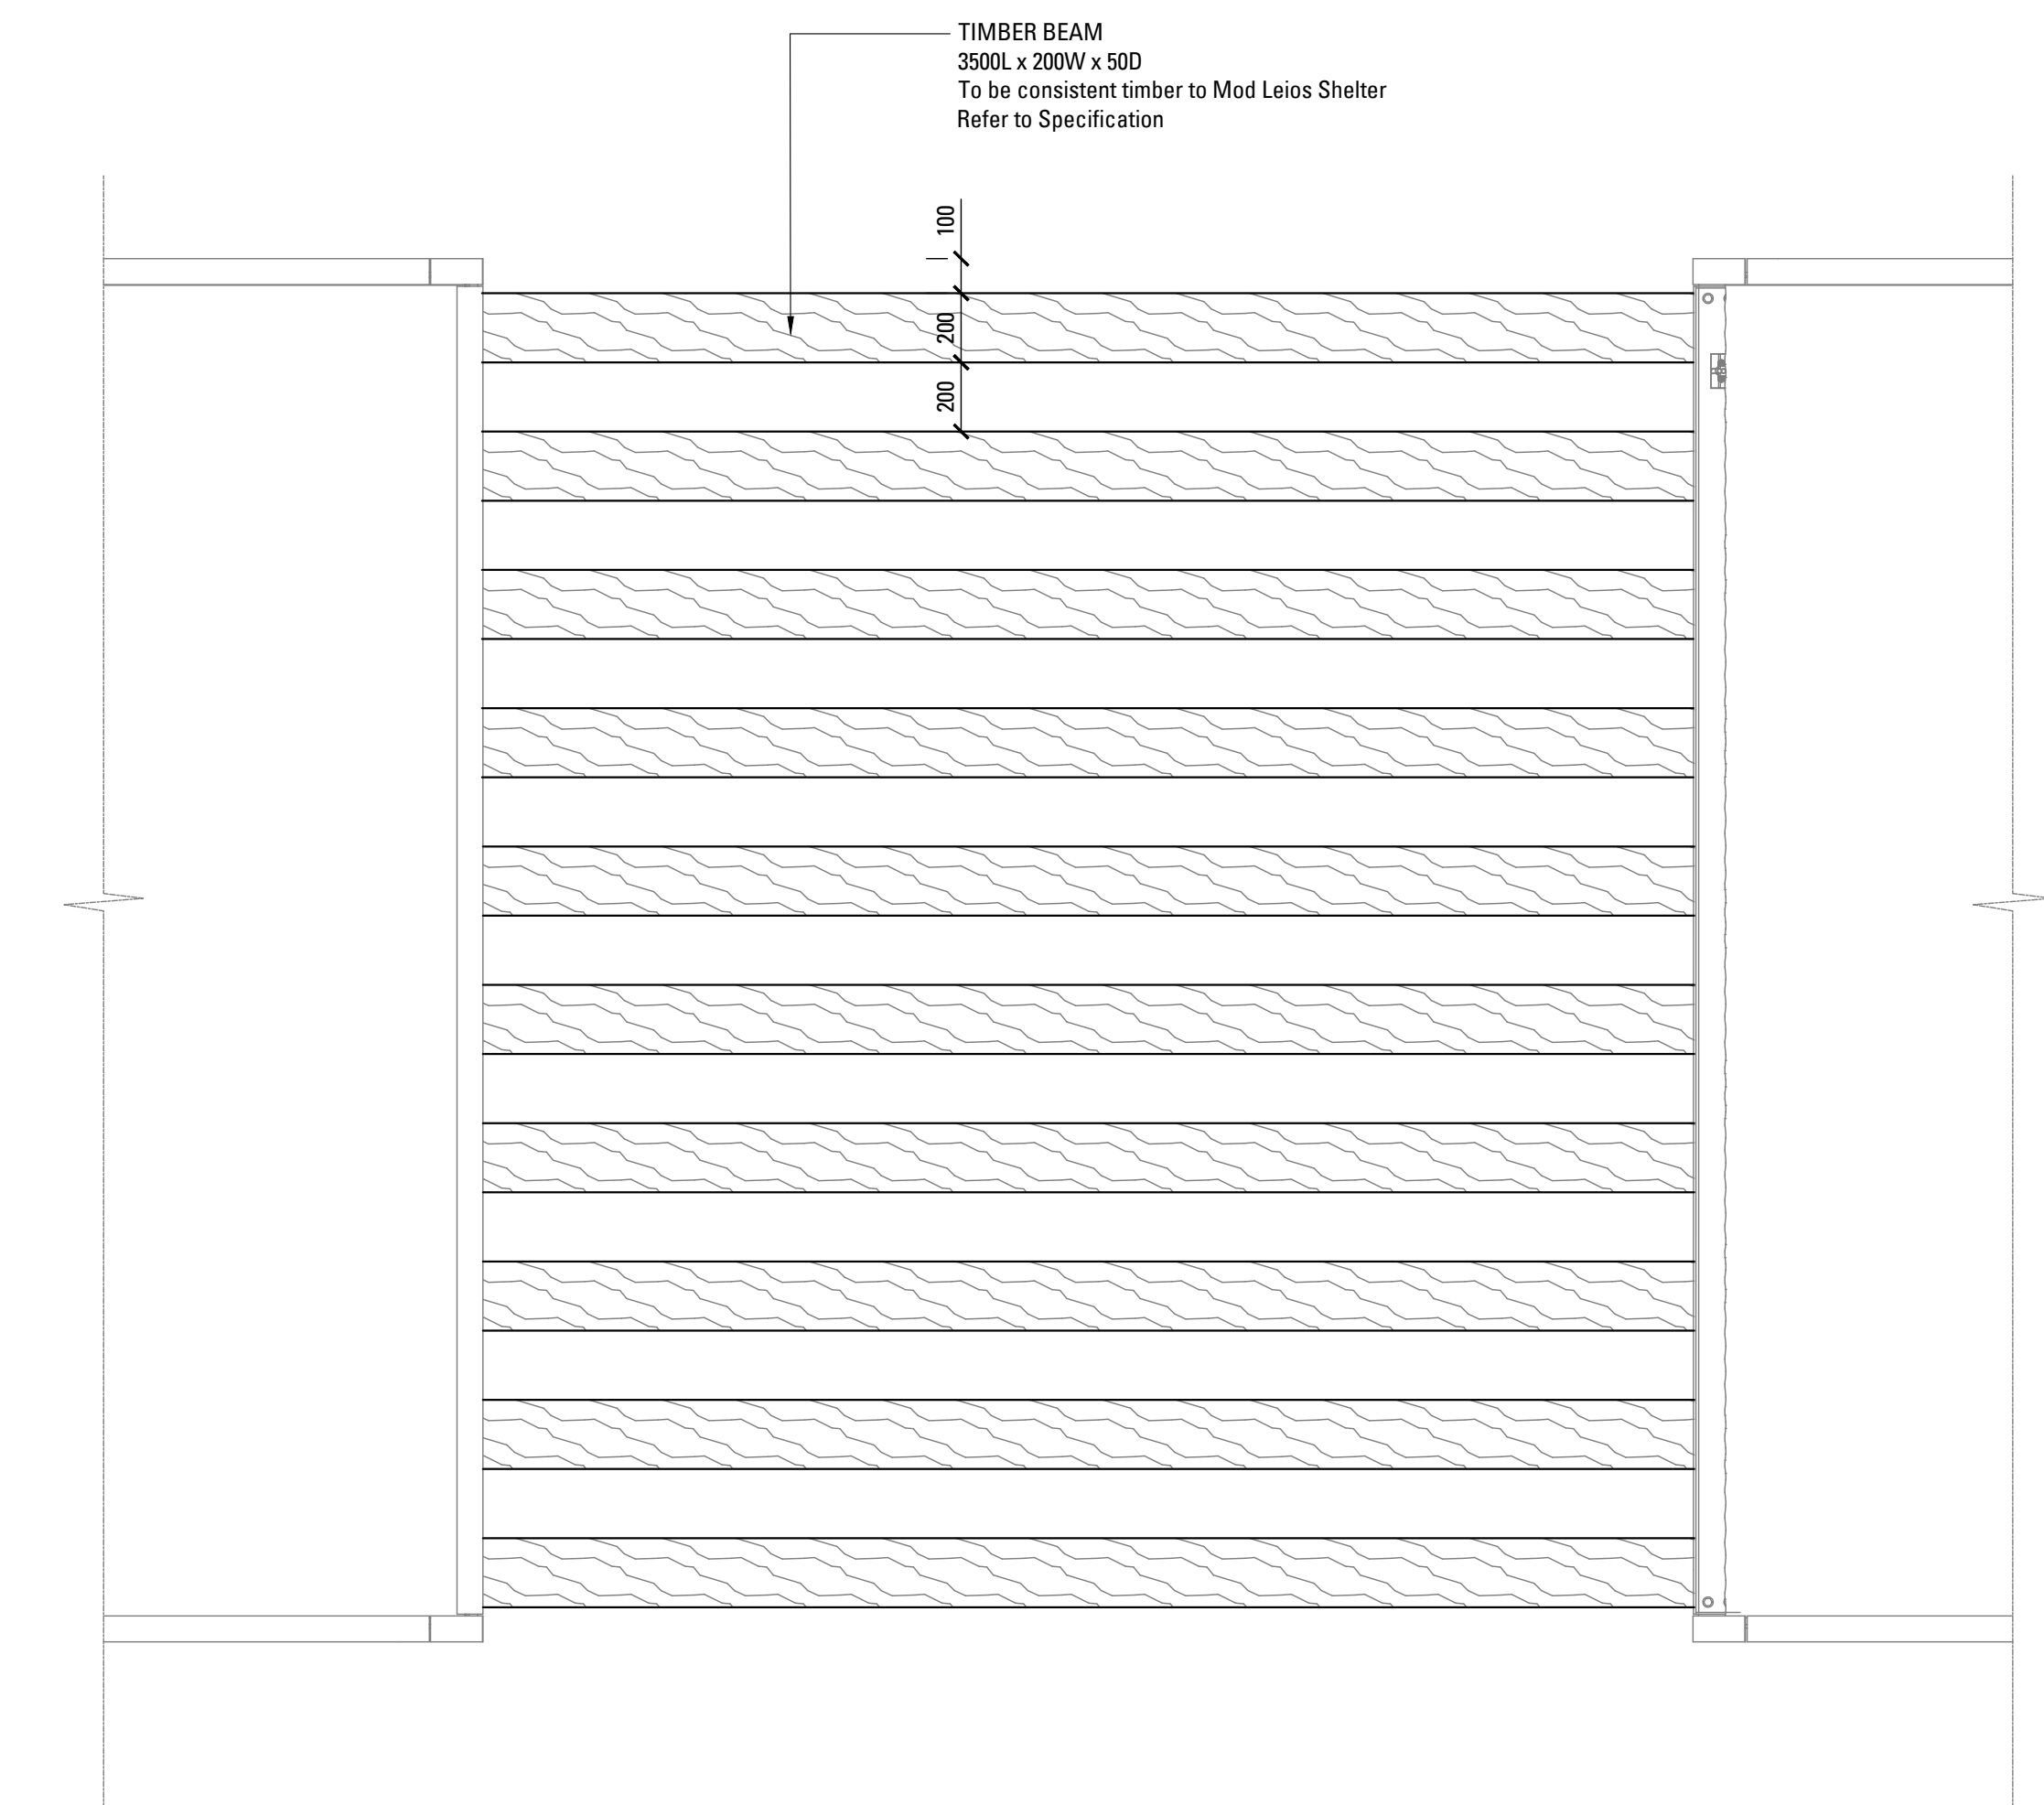 TIMBER BEAM
3500L x 200W x 50D
To be consistent timber to Mod Leios Shelter
Refer to Specification
100
200
200